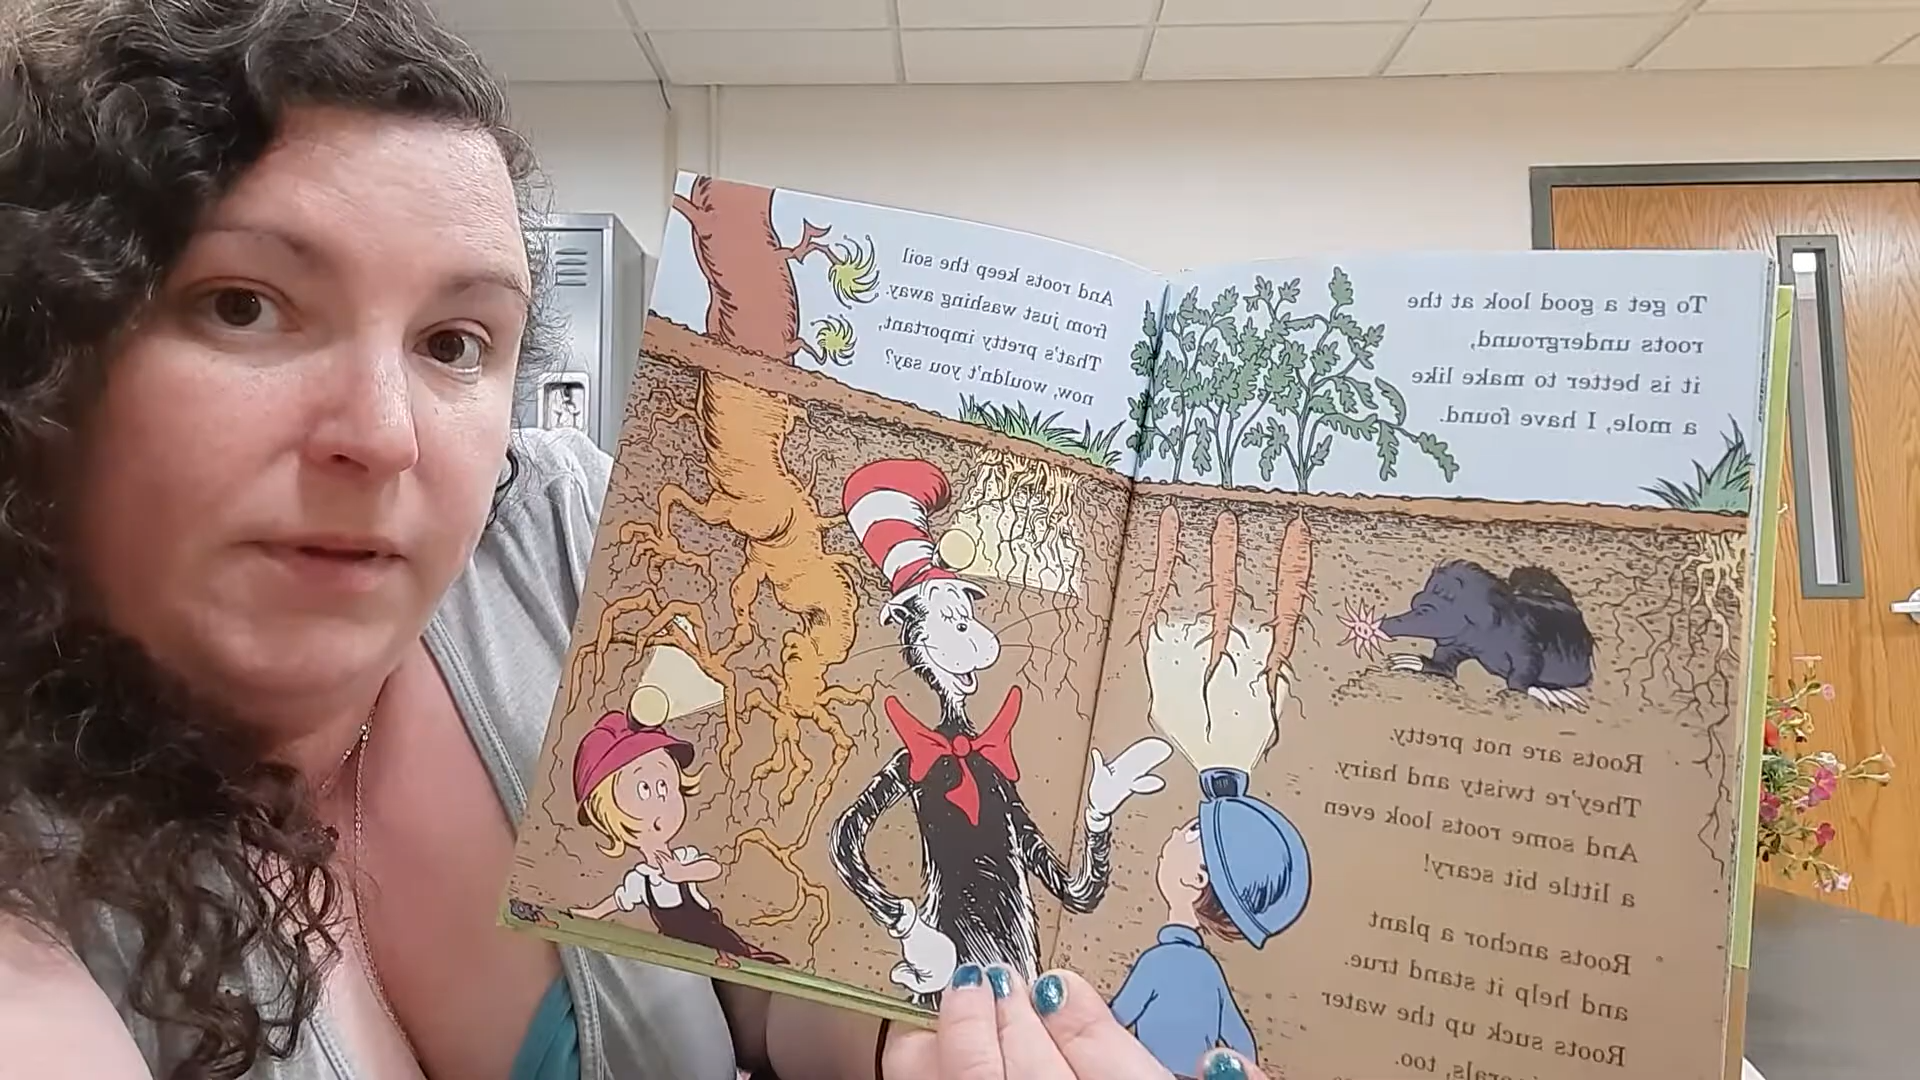 To get a good look at the
roots underground,
it is better to make like
a mole, I have found.
Roots are not pretty.
They're twisty and hairy.
And some roots look even
a little bit scary!
Roots anchor a plant
and help it stand true.
Roots suck up the water
too.
And roots keep the soil
from just washing away.
That's pretty important,
now, wouldn't you say?